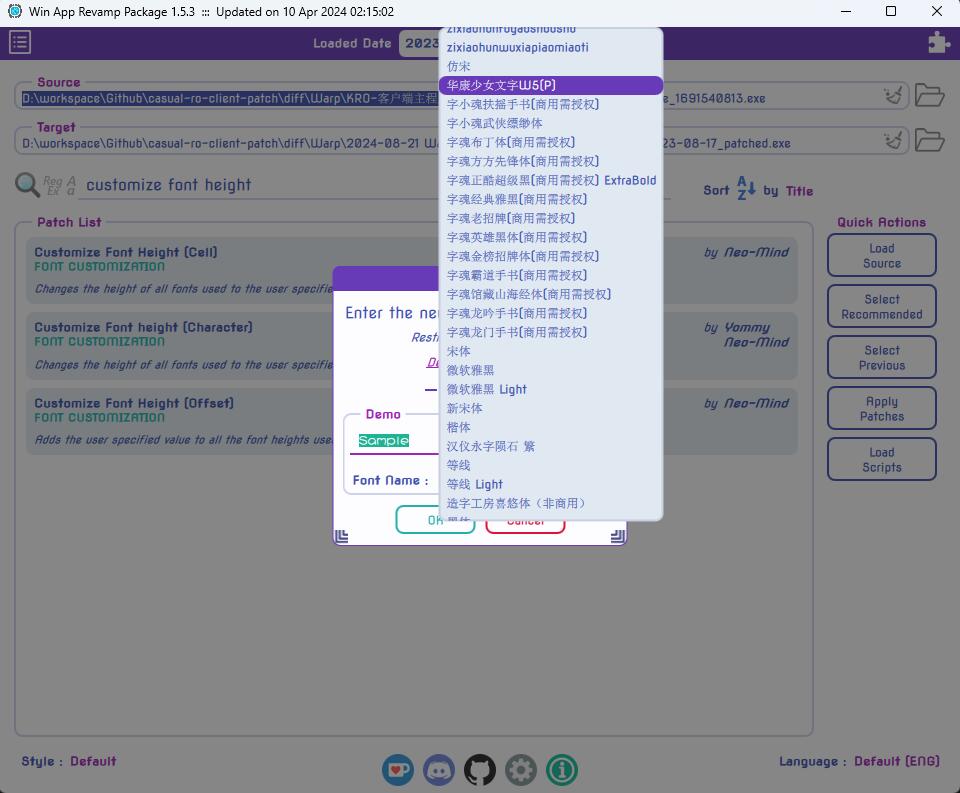 Win App Revamp Package 1.5.3 ::: Updated on 10 Apr 2024 02:15:02
Loaded Date 2023
Source
D:\workspace\Github\casual-ro-client-patch\diff\Warp\KRO-客户端主程 e_1691540813.exe
Target
D:\workspace\Github\casual-ro-client-patch\diff\Warp\2024-08-21 W 23-08-17_patched.exe
Reg Ex A a customize font height
Sort A Z by Title
Patch List
Customize Font Height (Cell)
by Neo-Mind
FONT CUSTOMIZATION
Changes the height of all fonts used to the user specifie
Customize Font height (Character)
by Yommy
FONT CUSTOMIZATION
Neo-Mind
Changes the height of all fonts used to the user specifie
Customize Font Height (Offset)
by Neo-Mind
FONT CUSTOMIZATION
Adds the user specified value to all the font heights use
Quick Actions
Load
Source
Select
Recommended
Select
Previous
Apply
Patches
Load
Scripts
Enter the ne
Rest
De
Demo
Sample
Font Name :
OK
Cancel
zixiaohunwuxiapiaomiaoti
仿宋
华康少女文字W5(P)
字小魂扶摇手书(商用需授权)
字小魂武侠缥缈体
字魂布丁体(商用需授权)
字魂方方先锋体(商用需授权)
字魂正酷超级黑(商用需授权) ExtraBold
字魂经典雅黑(商用需授权)
字魂老招牌(商用需授权)
字魂英雄黑体(商用需授权)
字魂金榜招牌体(商用需授权)
字魂霸道手书(商用需授权)
字魂馆藏山海经体(商用需授权)
字魂龙吟手书(商用需授权)
字魂龙门手书(商用需授权)
宋体
微软雅黑
微软雅黑 Light
新宋体
楷体
汉仪永字陨石 繁
等线
等线 Light
造字工房喜悠体（非商用）
Style : Default
Language : Default (ENG)